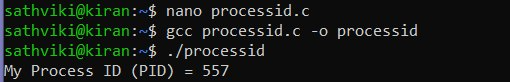 sathviki@kiran:~$ nano processid.c
sathviki@kiran:~$ gcc processid.c -o processid
sathviki@kiran:~$ ./processid
My Process ID (PID) = 557